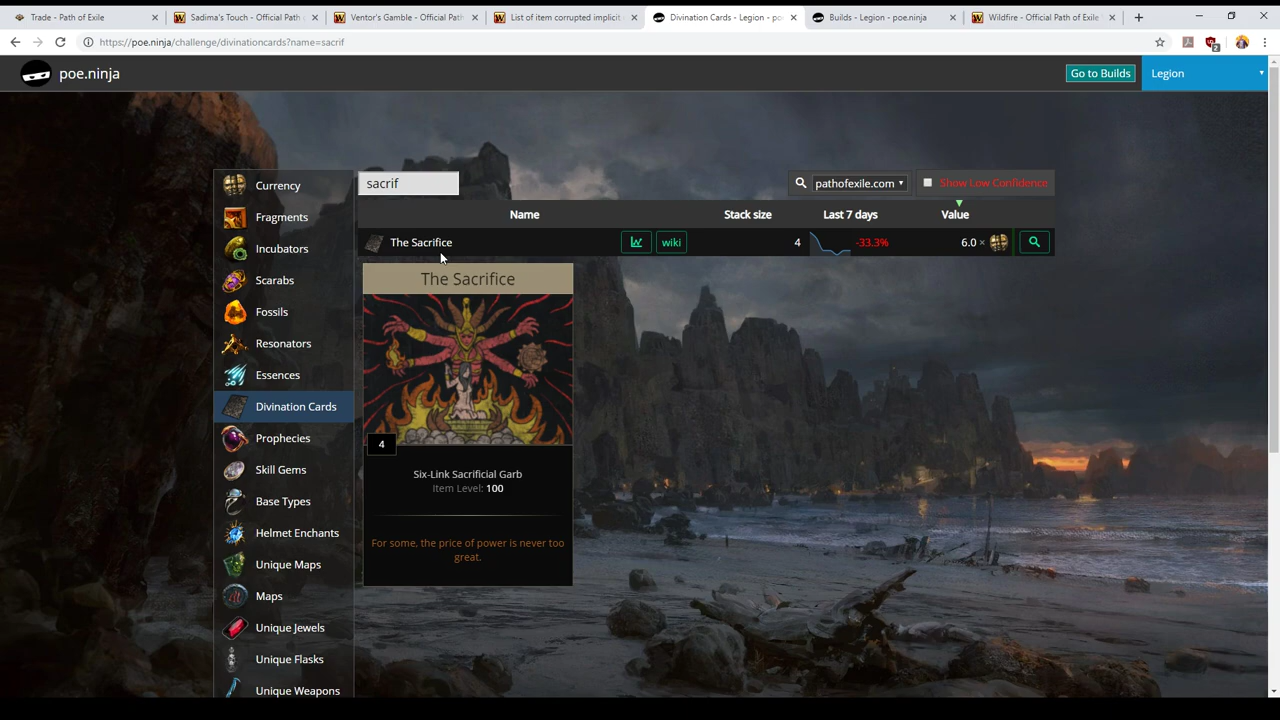 Trade - Path of Exile
Sadima's Touch - Official Path o
Ventor's Gamble - Official Path
List of item corrupted implicit
Divination Cards - Legion - poe
Builds - Legion - poe.ninja
Wildfire - Official Path of Exile
https://poe.ninja/challenge/divinationcards?name=sacrif
2
poe.ninja
Go to Builds
Legion
Currency
Fragments
Incubators
Scarabs
Fossils
Resonators
Essences
Divination Cards
Prophecies
Skill Gems
Base Types
Helmet Enchants
Unique Maps
Maps
Unique Jewels
Unique Flasks
Unique Weapons
sacrif
pathofexile.com
Show Low Confidence
Name Stack size Last 7 days Value
The Sacrifice wiki 4 -33.3% 6.0 ×
The Sacrifice
4
Six-Link Sacrificial Garb
Item Level: 100
For some, the price of power is never too
great.